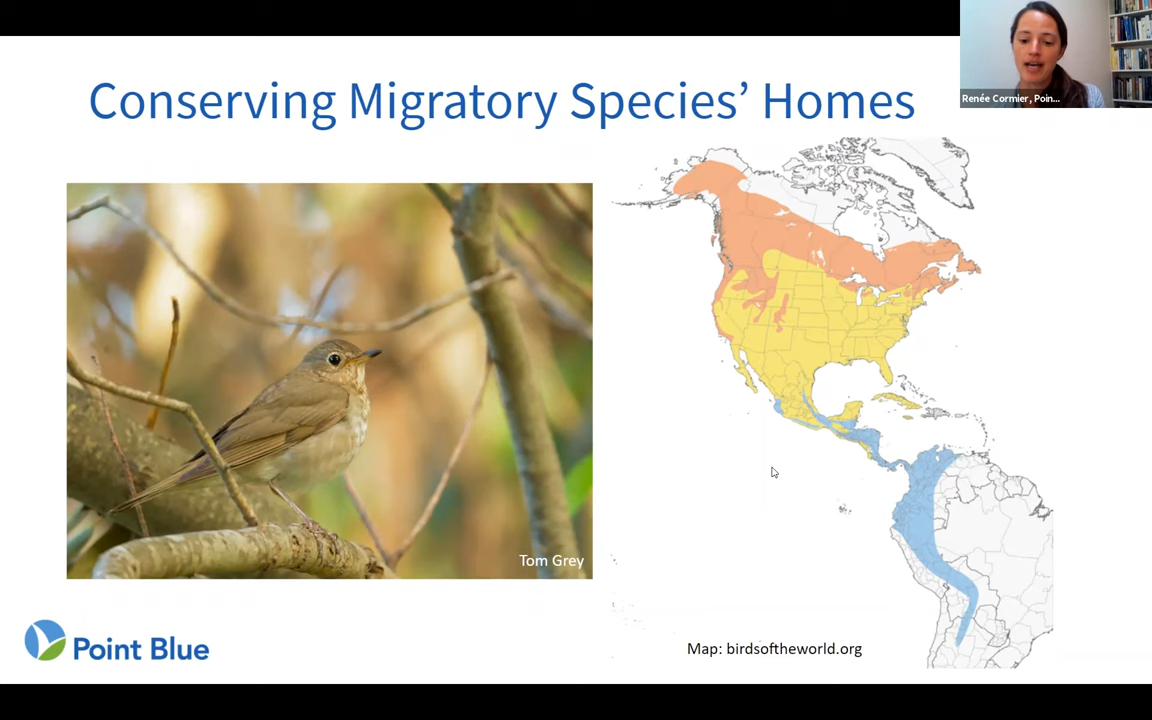 Conserving Migratory Species’ Homes
Renée Cormier, Poin...
Tom Grey
Point Blue
Map: birdsoftheworld.org